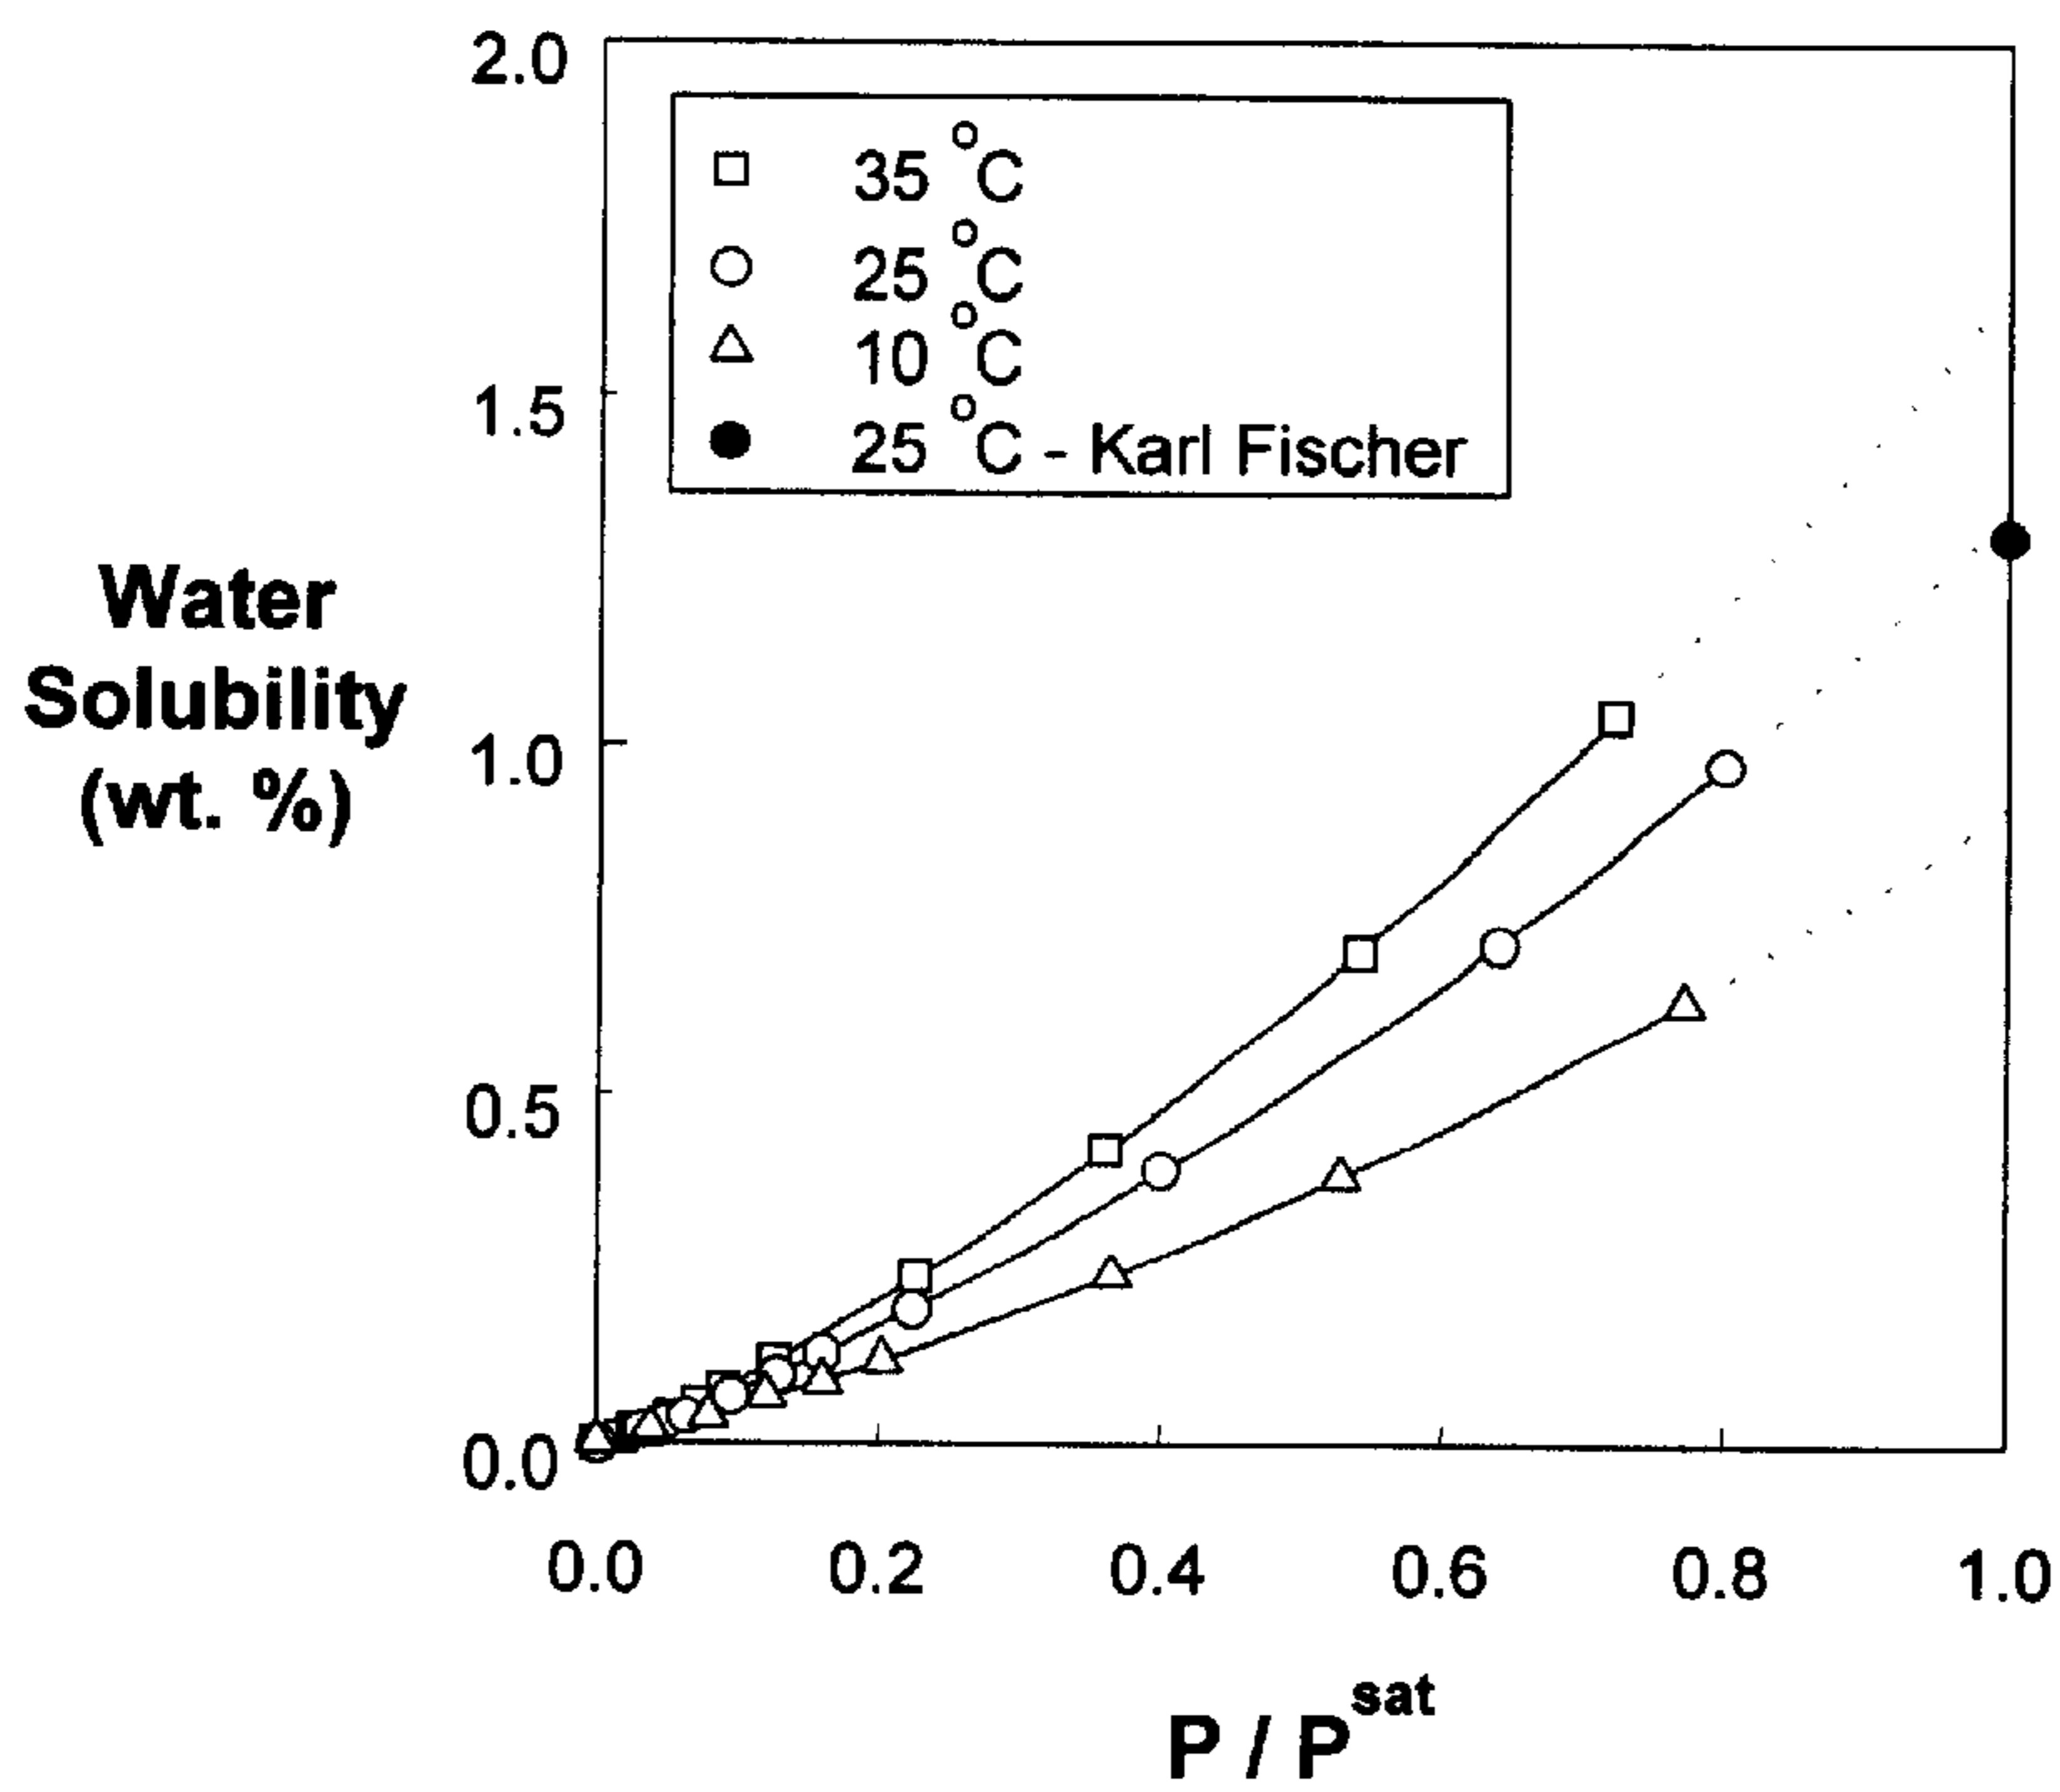 2.0
35 °C
25 °C
10 °C
25 °C - Karl Fischer
1.5
Water
Solubility
(wt. %)
1.0
0.5
0.0
0.0 0.2 0.4 0.6 0.8 1.0
P / P^sat